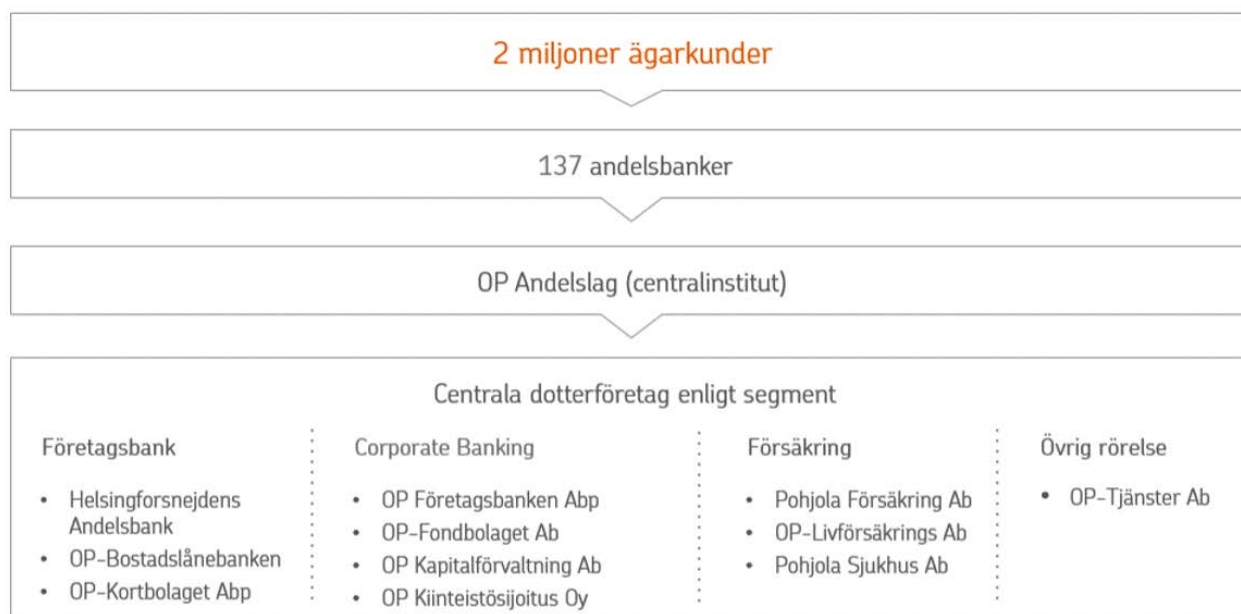 2 miljoner ägarkunder
137 andelsbanker
OP Andelslag (centralinstitut)
Centrala dotterföretag enligt segment
Företagsbank
• Helsingforsnejdens
Andelsbank
• OP-Bostadslånebanken
• OP-Kortbolaget Abp
Corporate Banking
• OP Företagsbanken Abp
• OP-Fondbolaget Ab
• OP Kapitalförvaltning Ab
• OP Kiinteistösijoitus Oy
Försäkring
• Pohjola Försäkring Ab
• OP-Livförsäkrings Ab
• Pohjola Sjukhus Ab
Övrig rörelse
• OP-Tjänster Ab